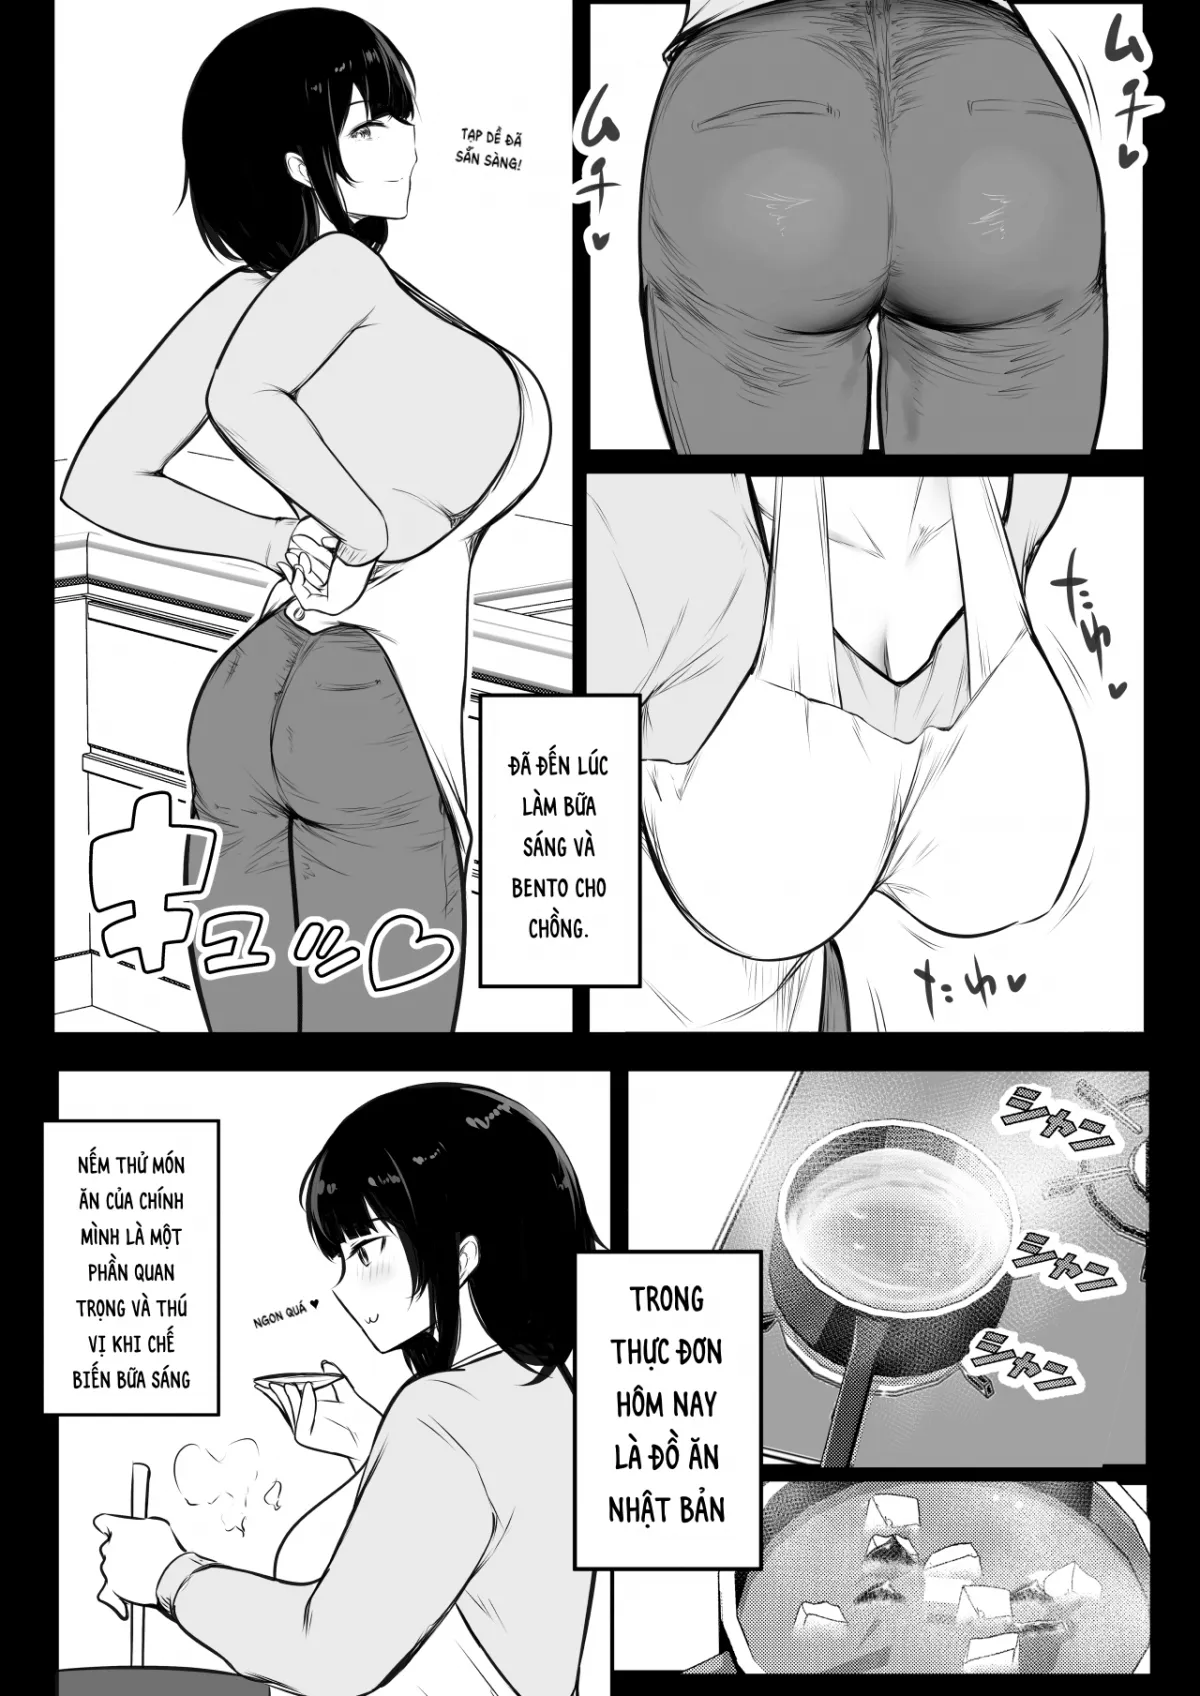 TẠP DỀ ĐÃ
SẴN SÀNG!
ムチ♥
ムチ♥
たゆ♥
たゆ♥
ĐÃ ĐẾN LÚC
LÀM BỮA
SÁNG VÀ
BENTO CHO
CHỒNG.
キュッ♡
NẾM THỬ MÓN
ĂN CỦA CHÍNH
MÌNH LÀ MỘT
PHẦN QUAN
TRỌNG VÀ THÚ
VỊ KHI CHẾ
BIẾN BỮA SÁNG
NGON QUÁ ♥
シャン
シャン
シャン
TRONG
THỰC ĐƠN
HÔM NAY
LÀ ĐỒ ĂN
NHẬT BẢN